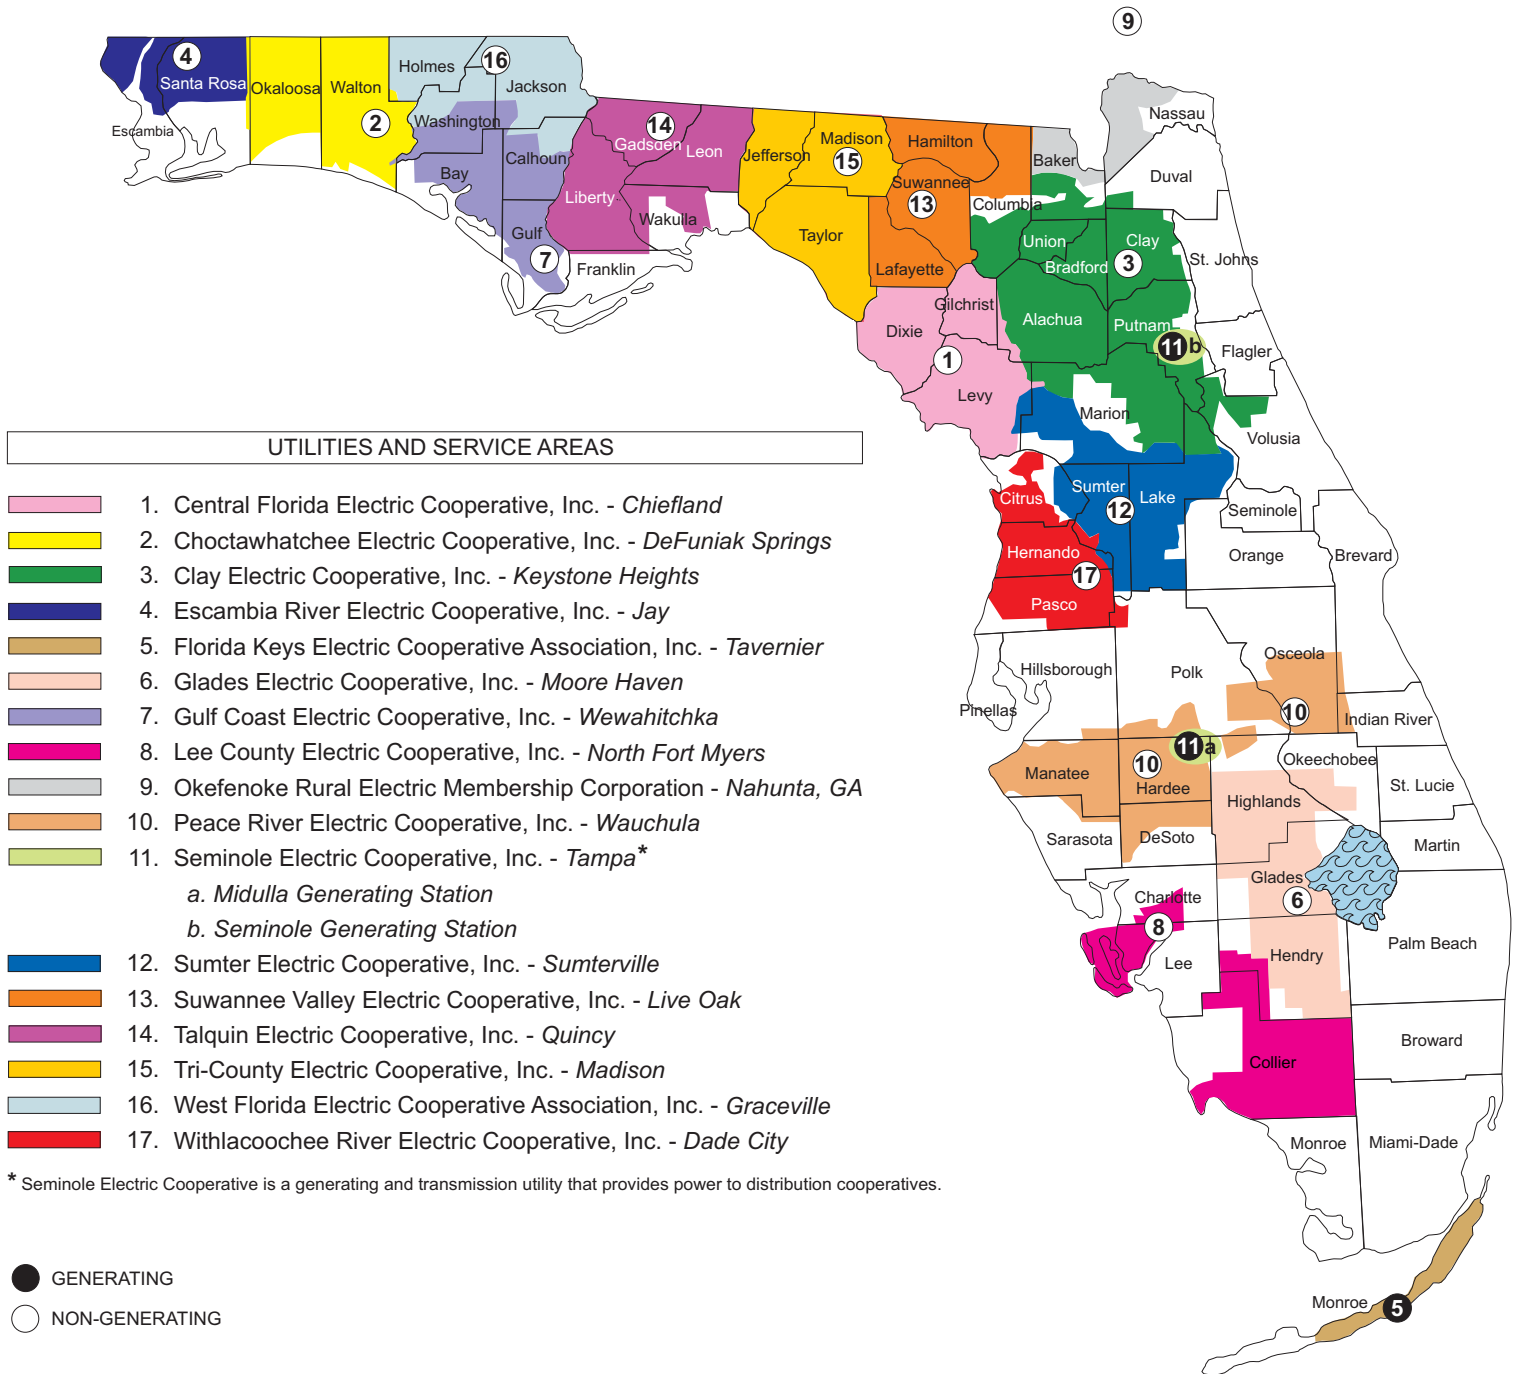 9
4
16
Holmes
Santa Rosa
Okaloosa
Walton
Jackson
2
Washington
Escambia
14
Gadsden
Leon
Madison
15
Jefferson
Hamilton
Nassau
Baker
Duval
Calhoun
Bay
Liberty
Wakulla
Suwannee
13
Columbia
Gulf
7
Franklin
Taylor
Lafayette
Union
Clay
Bradford
3
St. Johns
Gilchrist
Dixie
1
Alachua
Putnam
11 b
Flagler
Levy
Marion
Volusia
UTILITIES AND SERVICE AREAS
1. Central Florida Electric Cooperative, Inc. - Chiefland
2. Choctawhatchee Electric Cooperative, Inc. - DeFuniak Springs
3. Clay Electric Cooperative, Inc. - Keystone Heights
4. Escambia River Electric Cooperative, Inc. - Jay
5. Florida Keys Electric Cooperative Association, Inc. - Tavernier
6. Glades Electric Cooperative, Inc. - Moore Haven
7. Gulf Coast Electric Cooperative, Inc. - Wewahitchka
8. Lee County Electric Cooperative, Inc. - North Fort Myers
9. Okefenoke Rural Electric Membership Corporation - Nahunta, GA
10. Peace River Electric Cooperative, Inc. - Wauchula
11. Seminole Electric Cooperative, Inc. - Tampa*
a. Midulla Generating Station
b. Seminole Generating Station
12. Sumter Electric Cooperative, Inc. - Sumterville
13. Suwannee Valley Electric Cooperative, Inc. - Live Oak
14. Talquin Electric Cooperative, Inc. - Quincy
15. Tri-County Electric Cooperative, Inc. - Madison
16. West Florida Electric Cooperative Association, Inc. - Graceville
17. Withlacoochee River Electric Cooperative, Inc. - Dade City
* Seminole Electric Cooperative is a generating and transmission utility that provides power to distribution cooperatives.
GENERATING
NON-GENERATING
Citrus
Sumter
Lake
12
Seminole
Hernando
17
Orange
Brevard
Pasco
Hillsborough
Polk
Osceola
Pinellas
10
Indian River
11 a
Manatee
10
Hardee
Okeechobee
Highlands
St. Lucie
Sarasota
DeSoto
Martin
Glades
6
Charlotte
8
Lee
Hendry
Palm Beach
Collier
Broward
Monroe
Miami-Dade
Monroe
5